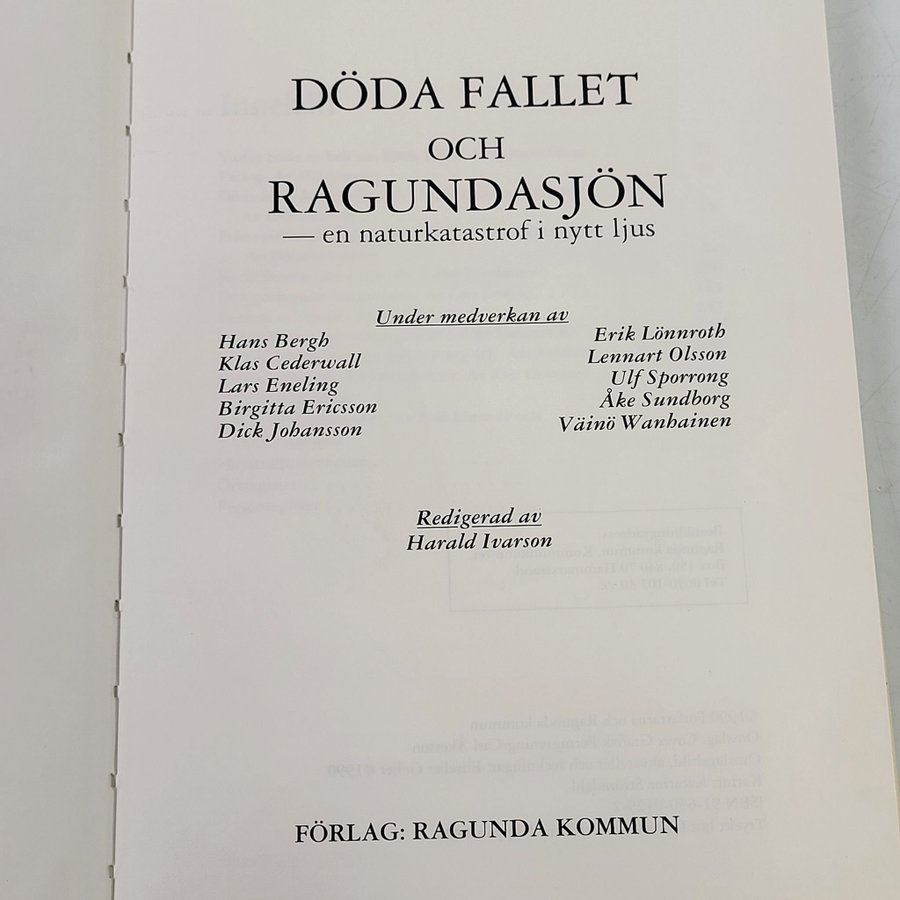 DÖDA FALLET
OCH
RAGUNDASJÖN
— en naturkatastrof i nytt ljus
Under medverkan av
Hans Bergh
Klas Cederwall
Lars Eneling
Birgitta Ericsson
Dick Johansson
Erik Lönnroth
Lennart Olsson
Ulf Sporrong
Åke Sundborg
Väinö Wanhainen
Redigerad av
Harald Ivarson
FÖRLAG: RAGUNDA KOMMUN